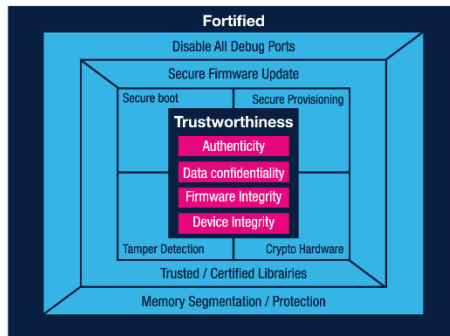 Fortified
Disable All Debug Ports
Secure Firmware Update
Secure boot
Secure Provisioning
Trustworthiness
Authenticity
Data confidentiality
Firmware Integrity
Device Integrity
Tamper Detection
Crypto Hardware
Trusted / Certified Librairies
Memory Segmentation / Protection